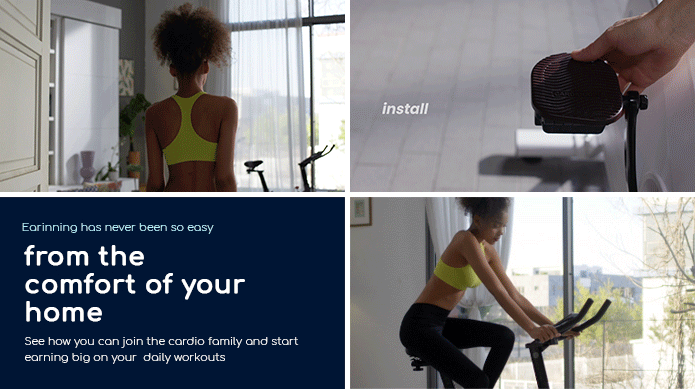 install
Earinning has never been so easy
from the
comfort of your
home
See how you can join the cardio family and start
earning big on your daily workouts